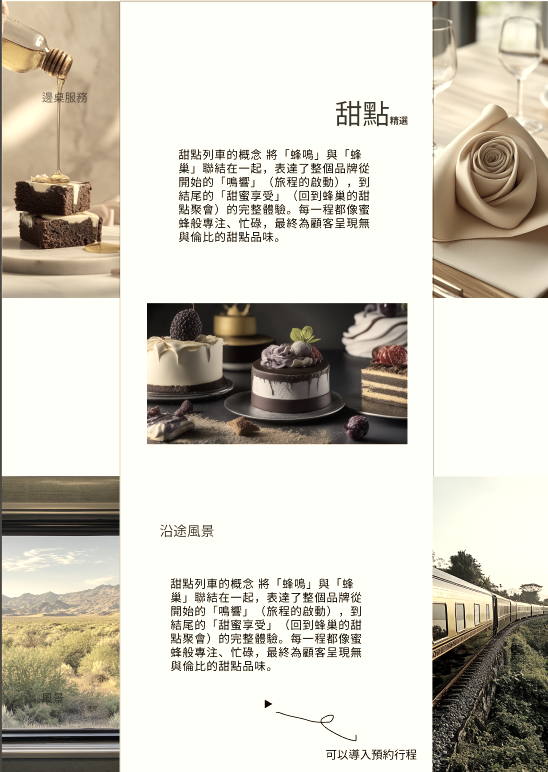 邊桌服務
甜點精選
甜點列車的概念 將「蜂鳴」與「蜂
巢」聯結在一起，表達了整個品牌從
開始的「鳴響」（旅程的啟動），到
結尾的「甜蜜享受」（回到蜂巢的甜
點聚會）的完整體驗。每一程都像蜜
蜂般專注、忙碌，最終為顧客呈現無
與倫比的甜點品味。
沿途風景
甜點列車的概念 將「蜂鳴」與「蜂
巢」聯結在一起，表達了整個品牌從
開始的「鳴響」（旅程的啟動），到
結尾的「甜蜜享受」（回到蜂巢的甜
點聚會）的完整體驗。每一程都像蜜
蜂般專注、忙碌，最終為顧客呈現無
與倫比的甜點品味。
風景
可以導入預約行程